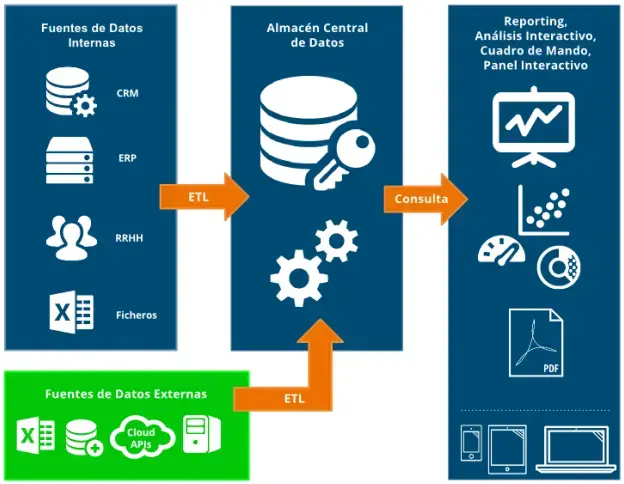 Fuentes de Datos
Internas
CRM
ERP
RRHH
X
Ficheros
ETL
Almacén Central
de Datos
Consulta
Reporting,
Análisis Interactivo,
Cuadro de Mando,
Panel Interactivo
PDF
Fuentes de Datos Externas
X
Cloud
APIs
ETL